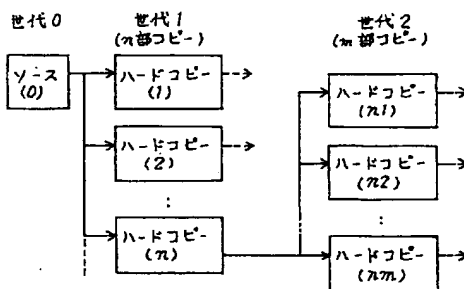 世代0
世代1
(n部コピー)
世代2
(m部コピー)
ソース
(0)
ハードコピー
(1)
ハードコピー
(2)
:
ハードコピー
(n)
ハードコピー
(n1)
ハードコピー
(n2)
:
ハードコピー
(nm)